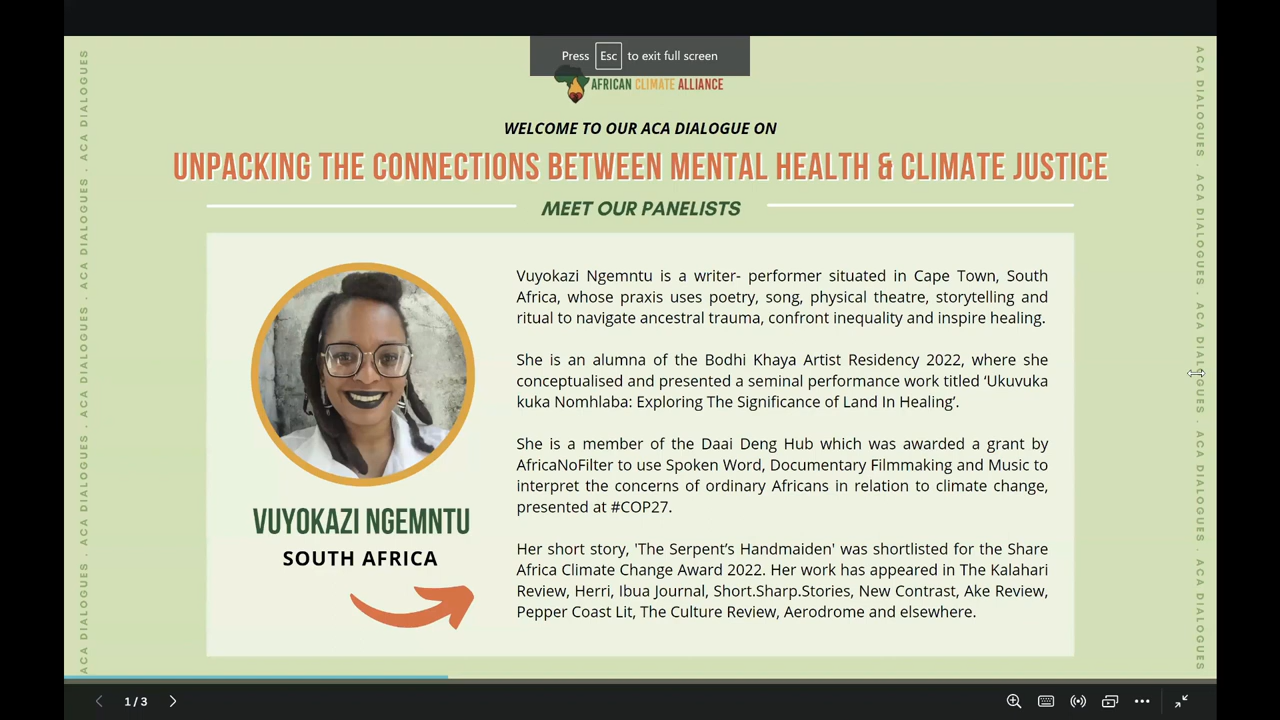 Press Esc to exit full screen
AFRICAN CLIMATE ALLIANCE
WELCOME TO OUR ACA DIALOGUE ON
UNPACKING THE CONNECTIONS BETWEEN MENTAL HEALTH & CLIMATE JUSTICE
MEET OUR PANELISTS
Vuyokazi Ngemntu is a writer- performer situated in Cape Town, South
Africa, whose praxis uses poetry, song, physical theatre, storytelling and
ritual to navigate ancestral trauma, confront inequality and inspire healing.
She is an alumna of the Bodhi Khaya Artist Residency 2022, where she
conceptualised and presented a seminal performance work titled ‘Ukuvuka
kuka Nomhlaba: Exploring The Significance of Land In Healing’.
She is a member of the Daai Deng Hub which was awarded a grant by
AfricaNoFilter to use Spoken Word, Documentary Filmmaking and Music to
interpret the concerns of ordinary Africans in relation to climate change,
presented at #COP27.
Her short story, 'The Serpent’s Handmaiden' was shortlisted for the Share
Africa Climate Change Award 2022. Her work has appeared in The Kalahari
Review, Herri, Ibua Journal, Short.Sharp.Stories, New Contrast, Ake Review,
Pepper Coast Lit, The Culture Review, Aerodrome and elsewhere.
VUYOKAZI NGEMNTU
SOUTH AFRICA
ACA DIALOGUES . ACA DIALOGUES . ACA DIALOGUES . ACA DIALOGUES . ACA DIALOGUES
ACA DIALOGUES . ACA DIALOGUES . ACA DIALOGUES . ACA DIALOGUES . ACA DIALOGUES
1 / 3